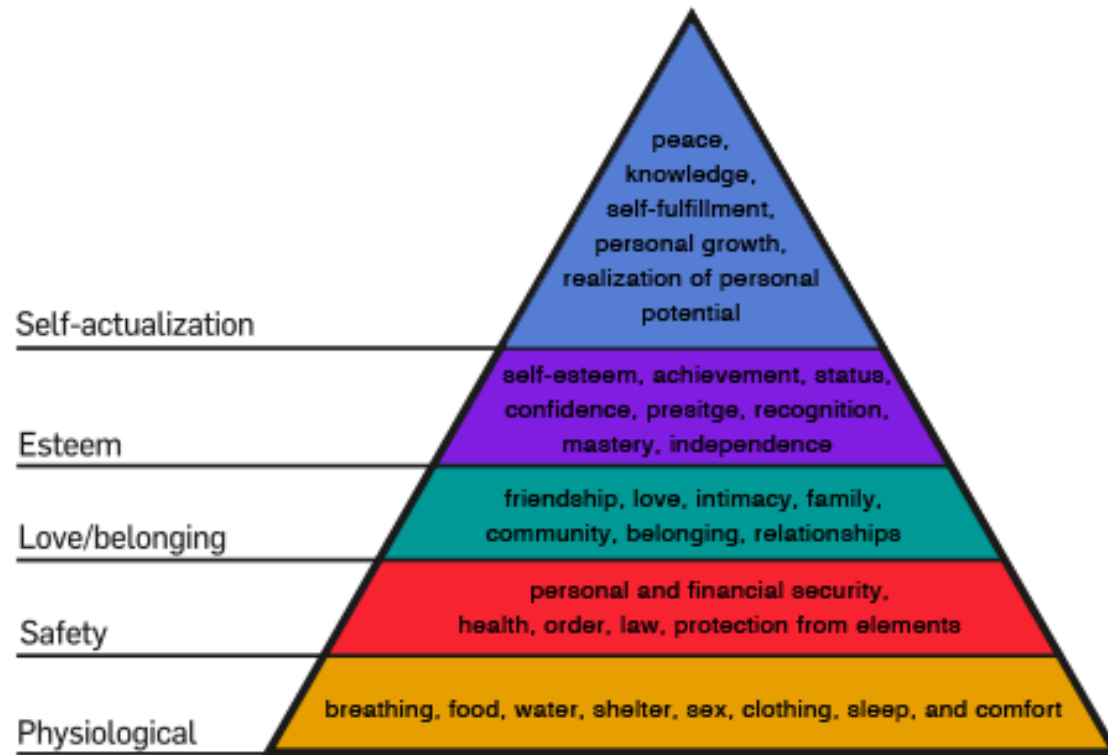 peace,
knowledge,
self-fulfillment,
personal growth,
realization of personal
potential
Self-actualization
self-esteem, achievement, status,
confidence, presitge, recognition,
mastery, independence
Esteem
friendship, love, intimacy, family,
community, belonging, relationships
Love/belonging
personal and financial security,
health, order, law, protection from elements
Safety
breathing, food, water, shelter, sex, clothing, sleep, and comfort
Physiological